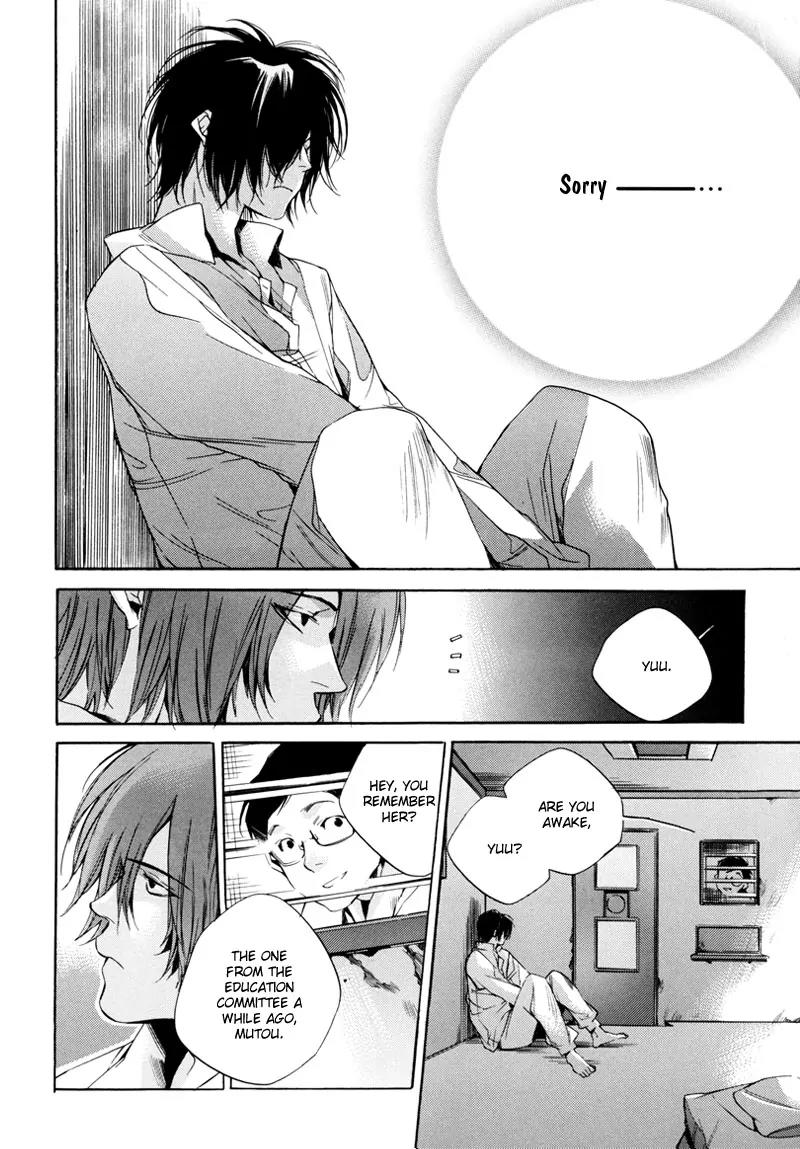 Sorry ———...
YUU.
ARE YOU
AWAKE,
YUU?
HEY, YOU
REMEMBER
HER?
THE ONE
FROM THE
EDUCATION
COMMITTEE A
WHILE AGO,
MUTOU.